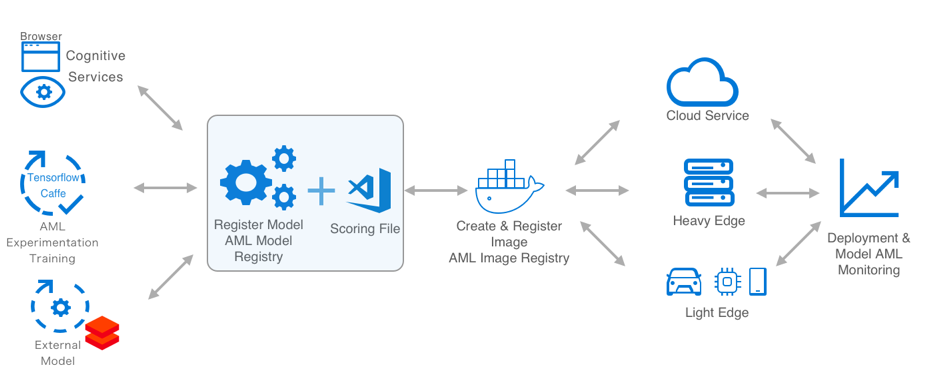 Browser
Cognitive
Services
Tensorflow
Caffe
AML
Experimentation
Training
External
Model
Register Model
AML Model
Registry
Scoring File
Create & Register
Image
AML Image Registry
Cloud Service
Heavy Edge
Light Edge
Deployment &
Model AML
Monitoring